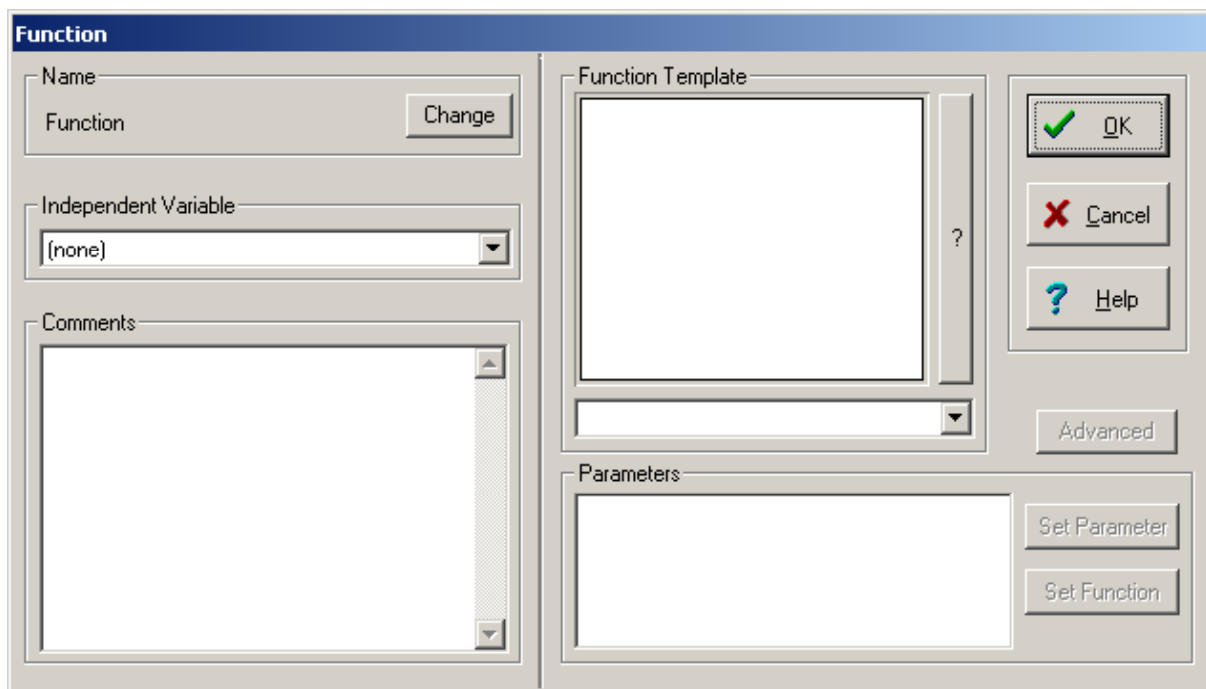 Function
Name
Function
Change
Independent Variable
(none)
Comments
Function Template
?
OK
Cancel
? Help
Advanced
Parameters
Set Parameter
Set Function